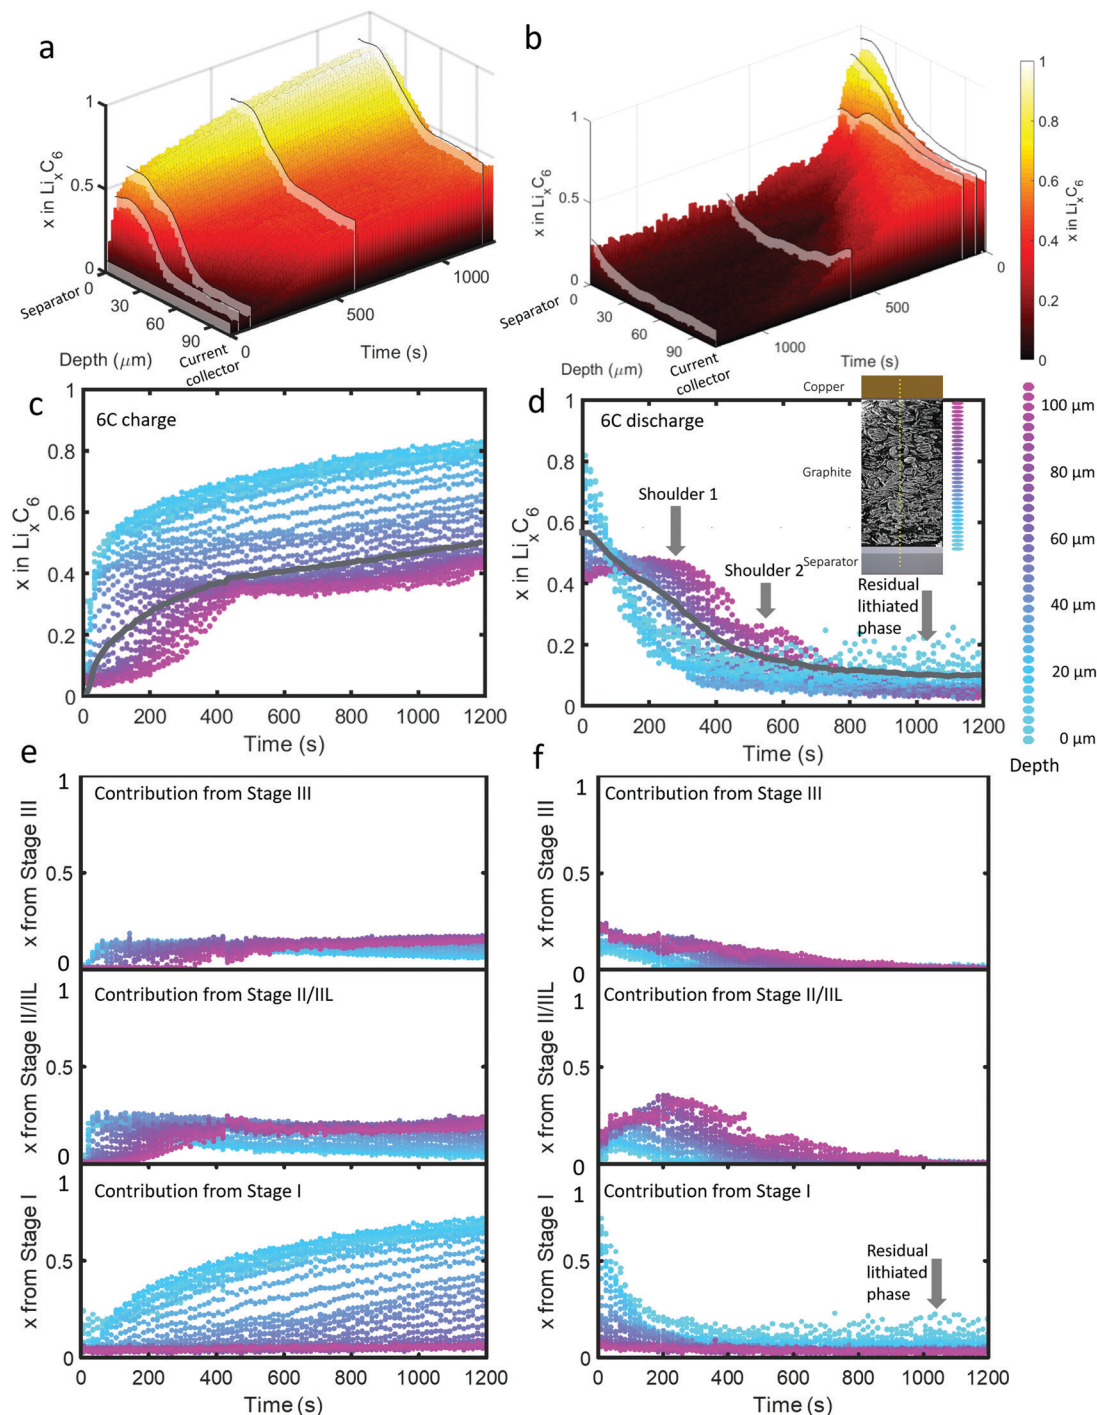 a
1
0.5
0
x in LiₓC₆
Separator
0
30
60
90
Depth (μm)
Current
collector
0
500
1000
Time (s)
b
1
0.5
0
x in LiₓC₆
Separator
0
30
60
90
Depth (μm)
Current
collector
1000
500
0
Time (s)
1
0.8
0.6
0.4
0.2
0
x in LiₓC₆
c
6C charge
1
0.8
0.6
0.4
0.2
0
x in LiₓC₆
0 200 400 600 800 1000 1200
Time (s)
d
6C discharge
1
0.8
0.6
0.4
0.2
0
x in LiₓC₆
Shoulder 1
Shoulder 2
Copper
Graphite
Separator
Residual
lithiated
phase
0 200 400 600 800 1000 1200
Time (s)
100 μm
80 μm
60 μm
40 μm
20 μm
0 μm
Depth
e
Contribution from Stage III
1
0.5
0
x from Stage III
Contribution from Stage II/IIL
1
0.5
0
x from Stage II/IIL
Contribution from Stage I
1
0.5
0
x from Stage I
0 200 400 600 800 1000 1200
Time (s)
f
Contribution from Stage III
1
0.5
0
x from Stage III
Contribution from Stage II/IIL
1
0.5
0
x from Stage II/IIL
Contribution from Stage I
1
0.5
0
x from Stage I
Residual
lithiated
phase
0 200 400 600 800 1000 1200
Time (s)